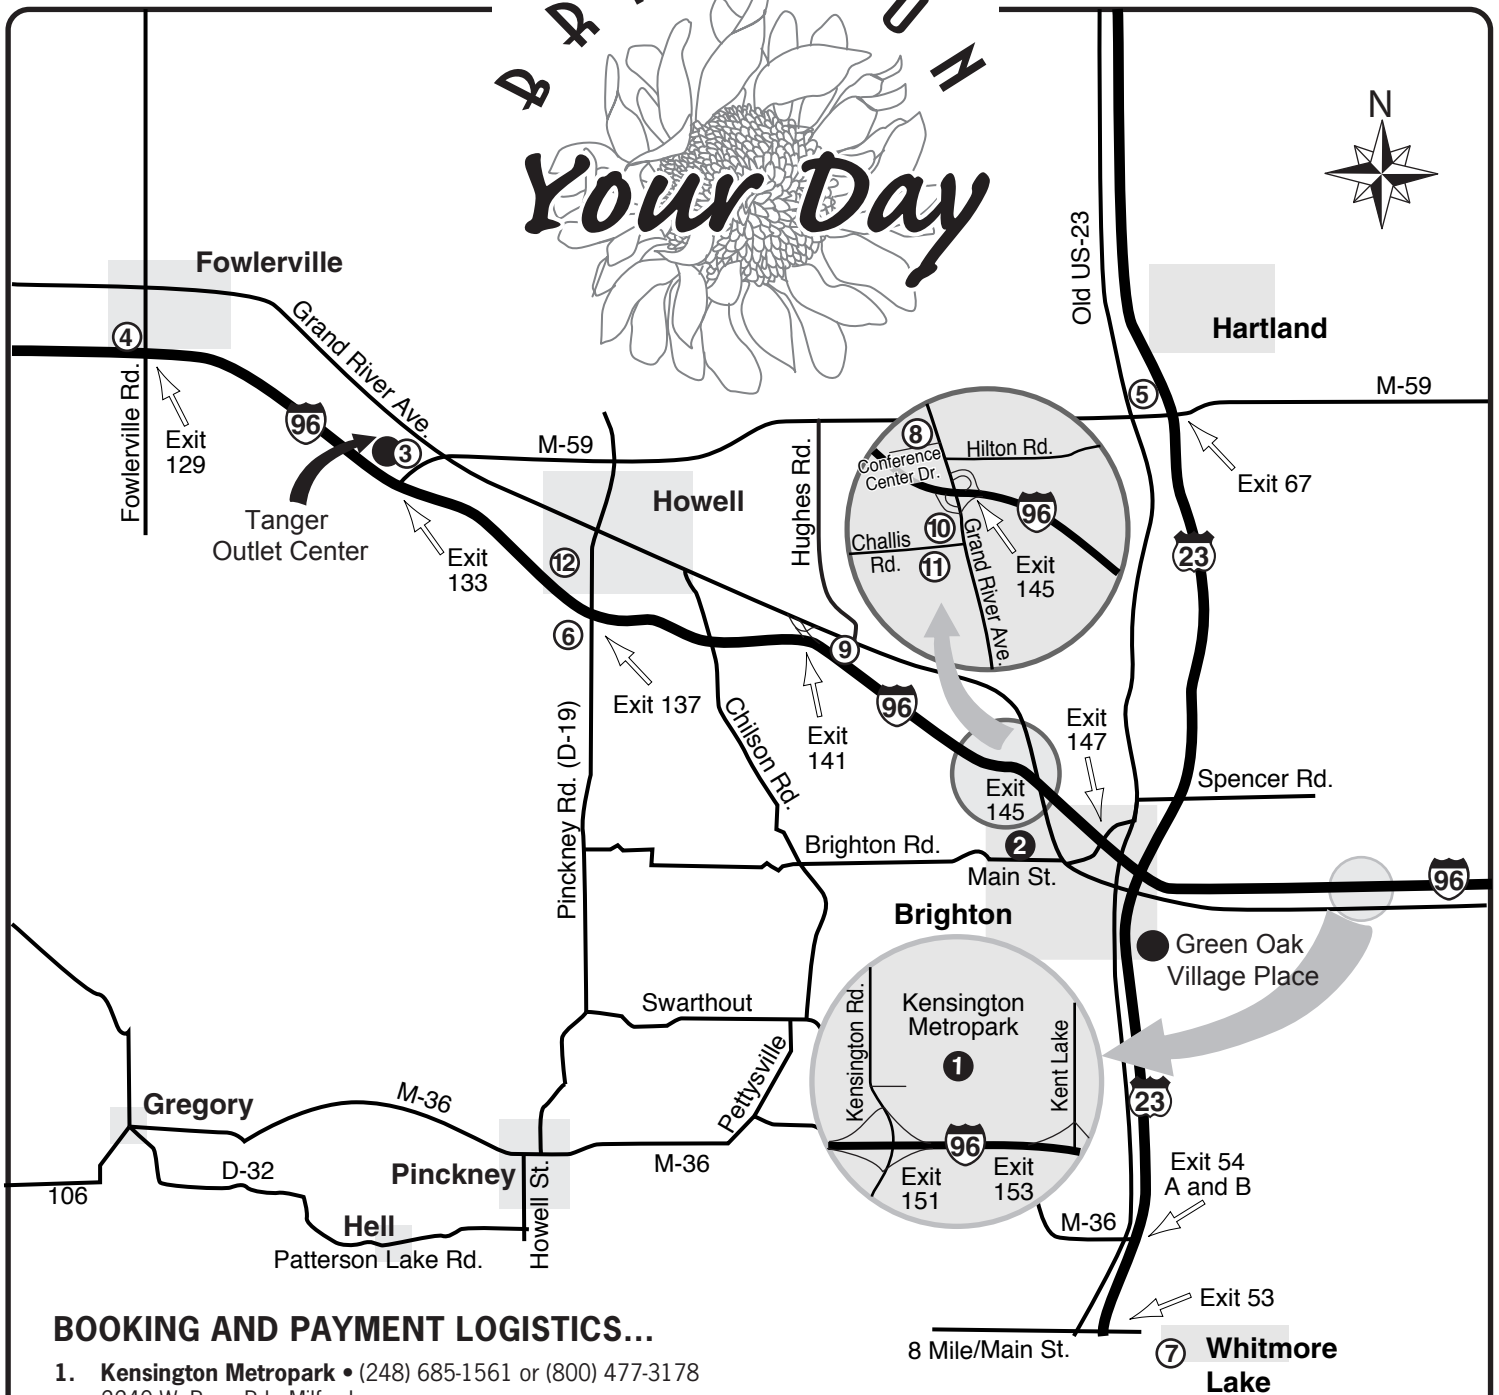 Your Day
N
Old US-23
Fowlerville
Hartland
4
Grand River Ave.
5
M-59
Fowlerville Rd.
96
Exit
129
3
M-59
8
Hilton Rd.
Conference
Center Dr.
Exit 67
Howell
Hughes Rd.
96
Tanger
Outlet Center
10
Challis
Rd.
11
Grand River Ave.
Exit
145
23
Exit
133
12
6
9
Exit 137
96
Exit
147
Pinckney Rd. (D-19)
Chilson Rd.
Exit
141
Exit
145
Spencer Rd.
2
Brighton Rd.
Main St.
96
Brighton
Green Oak
Village Place
Swarthout
Kensington Rd.
Kensington
Metropark
1
Kent Lake
Pettysville
23
Gregory
M-36
96
Exit
151
Exit
153
Pinckney
M-36
D-32
106
Howell St.
Exit 54
A and B
Hell
M-36
Patterson Lake Rd.
Exit 53
8 Mile/Main St.
7
Whitmore
Lake
BOOKING AND PAYMENT LOGISTICS...
1. Kensington Metropark • (248) 685-1561 or (800) 477-3178